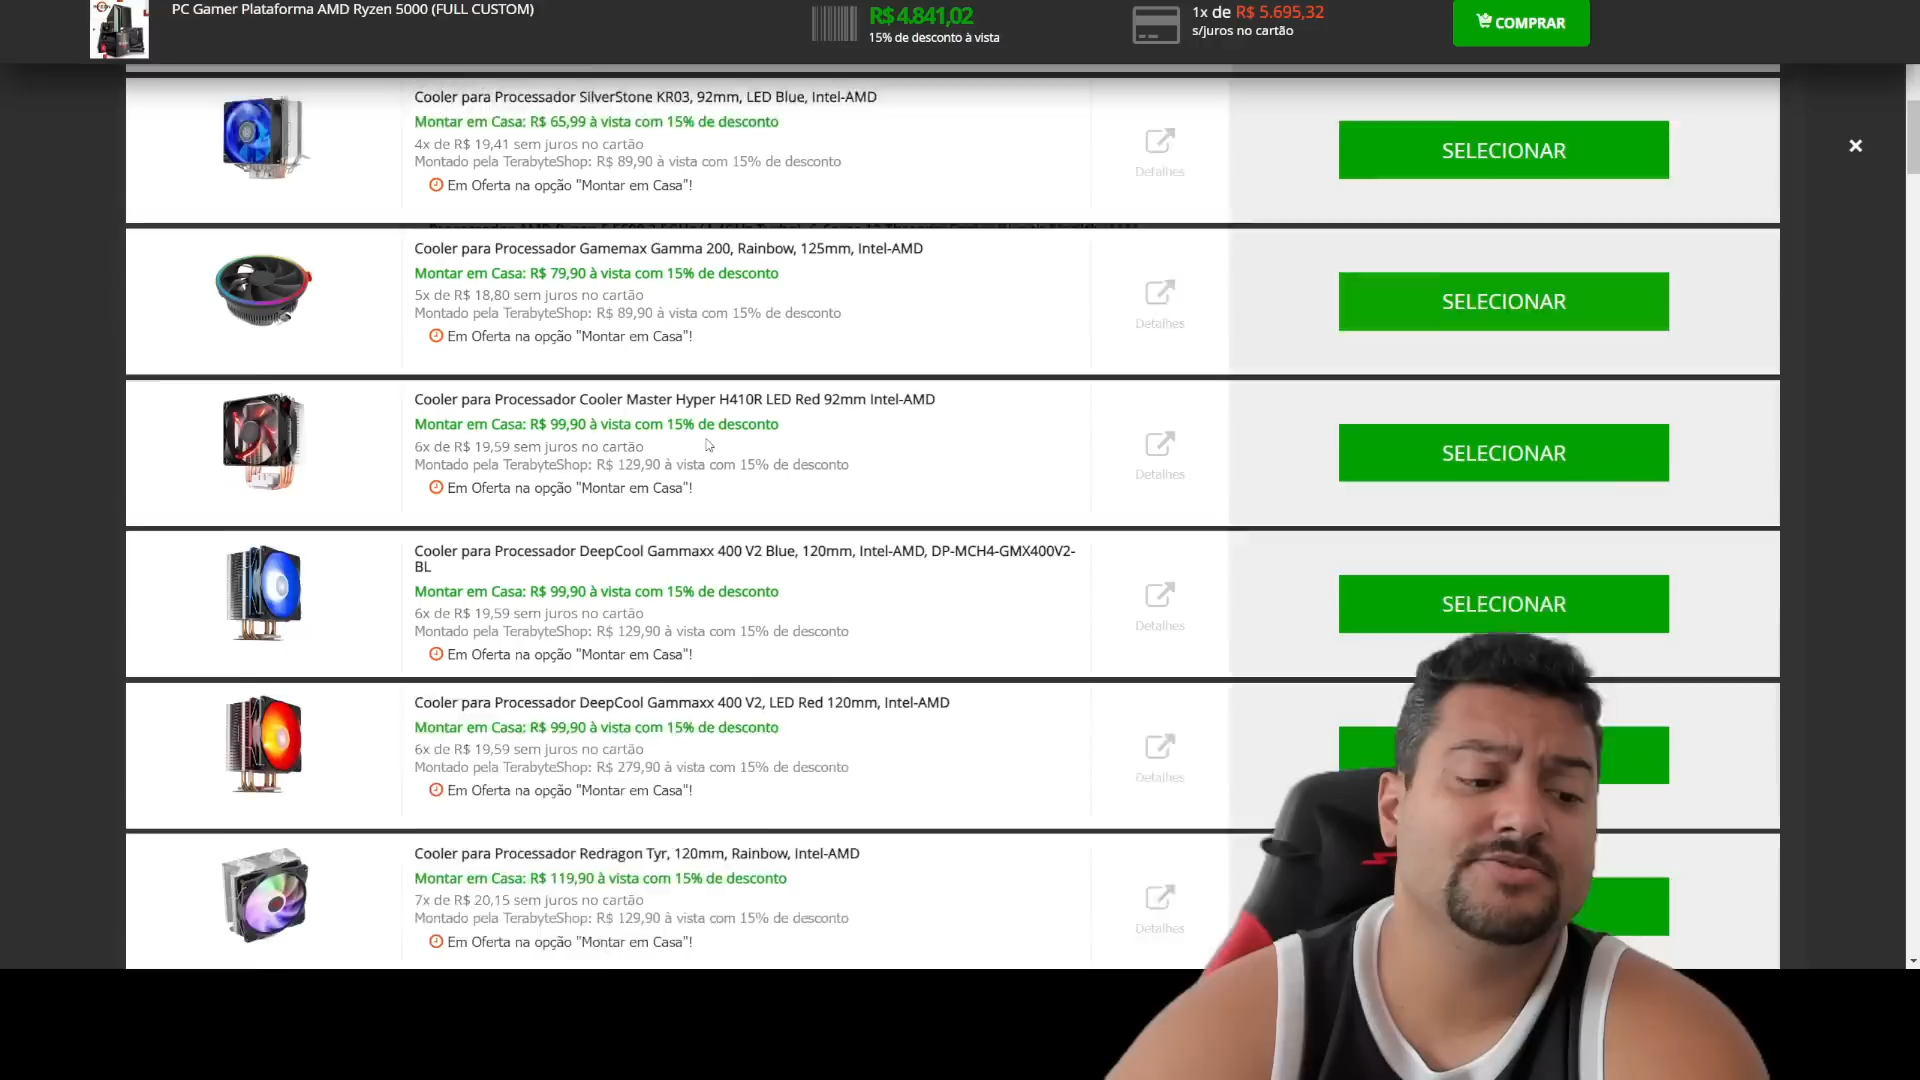 PC Gamer Plataforma AMD Ryzen 5000 (FULL CUSTOM)
R$ 4.841,02
15% de desconto à vista
1x de R$ 5.695,32
s/juros no cartão
COMPRAR
Cooler para Processador SilverStone KR03, 92mm, LED Blue, Intel-AMD
Montar em Casa: R$ 65,99 à vista com 15% de desconto
4x de R$ 19,41 sem juros no cartão
Montado pela TerabyteShop: R$ 89,90 à vista com 15% de desconto
Em Oferta na opção "Montar em Casa"!
Detalhes
SELECIONAR
Cooler para Processador Gamemax Gamma 200, Rainbow, 125mm, Intel-AMD
Montar em Casa: R$ 79,90 à vista com 15% de desconto
5x de R$ 18,80 sem juros no cartão
Montado pela TerabyteShop: R$ 89,90 à vista com 15% de desconto
Em Oferta na opção "Montar em Casa"!
Detalhes
SELECIONAR
Cooler para Processador Cooler Master Hyper H410R LED Red 92mm Intel-AMD
Montar em Casa: R$ 99,90 à vista com 15% de desconto
6x de R$ 19,59 sem juros no cartão
Montado pela TerabyteShop: R$ 129,90 à vista com 15% de desconto
Em Oferta na opção "Montar em Casa"!
Detalhes
SELECIONAR
Cooler para Processador DeepCool Gammaxx 400 V2 Blue, 120mm, Intel-AMD, DP-MCH4-GMX400V2-
BL
Montar em Casa: R$ 99,90 à vista com 15% de desconto
6x de R$ 19,59 sem juros no cartão
Montado pela TerabyteShop: R$ 129,90 à vista com 15% de desconto
Em Oferta na opção "Montar em Casa"!
Detalhes
SELECIONAR
Cooler para Processador DeepCool Gammaxx 400 V2, LED Red 120mm, Intel-AMD
Montar em Casa: R$ 99,90 à vista com 15% de desconto
6x de R$ 19,59 sem juros no cartão
Montado pela TerabyteShop: R$ 279,90 à vista com 15% de desconto
Em Oferta na opção "Montar em Casa"!
Detalhes
Cooler para Processador Redragon Tyr, 120mm, Rainbow, Intel-AMD
Montar em Casa: R$ 119,90 à vista com 15% de desconto
7x de R$ 20,15 sem juros no cartão
Montado pela TerabyteShop: R$ 129,90 à vista com 15% de desconto
Em Oferta na opção "Montar em Casa"!
Detalhes